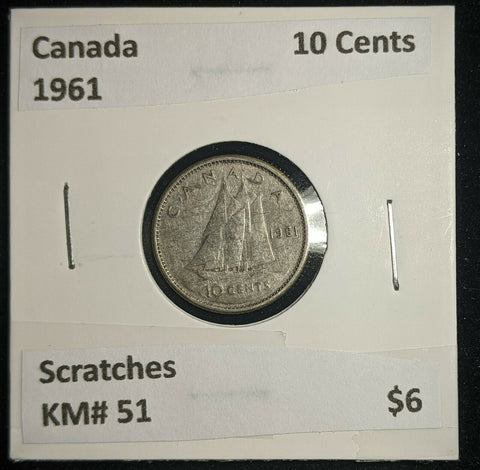 Canada 10 Cents
1961
CANADA
1961
10 CENTS
Scratches
KM# 51 $6